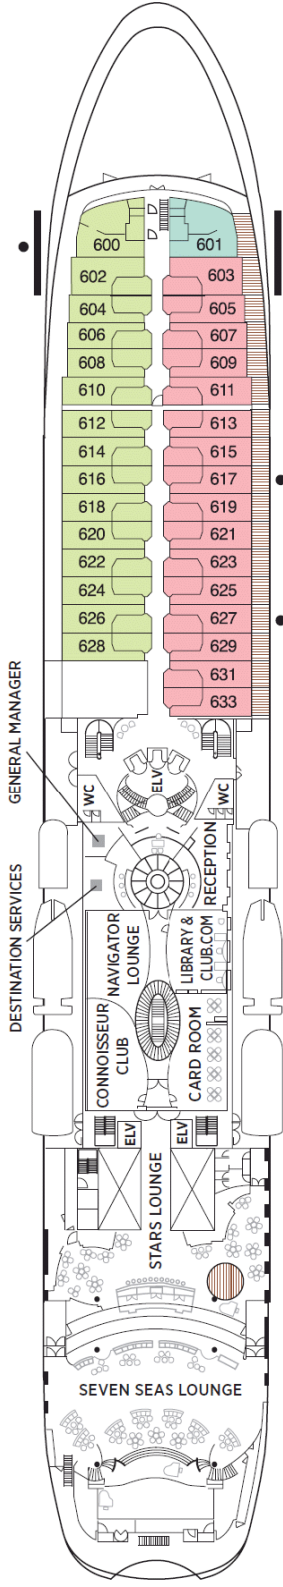 600
601
602
603
604
605
606
607
608
609
610
611
612
613
614
615
616
617
618
619
620
621
622
623
624
625
626
627
628
629
631
633
GENERAL MANAGER
ELV
WC
WC
RECEPTION
DESTINATION SERVICES
NAVIGATOR
LOUNGE
LIBRARY &
CLUB.COM
CONNOISSEUR
CLUB
CARD ROOM
ELV
ELV
STARS LOUNGE
SEVEN SEAS LOUNGE